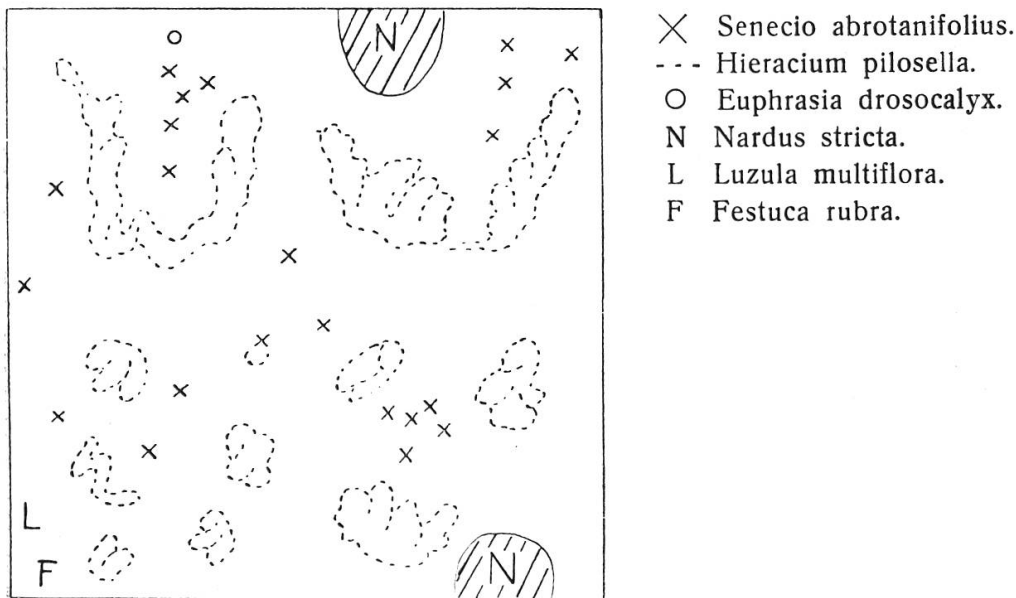 N
× Senecio abrotanifolius.
--- Hieracium pilosella.
○ Euphrasia drosocalyx.
N Nardus stricta.
L Luzula multiflora.
F Festuca rubra.
L
F
N